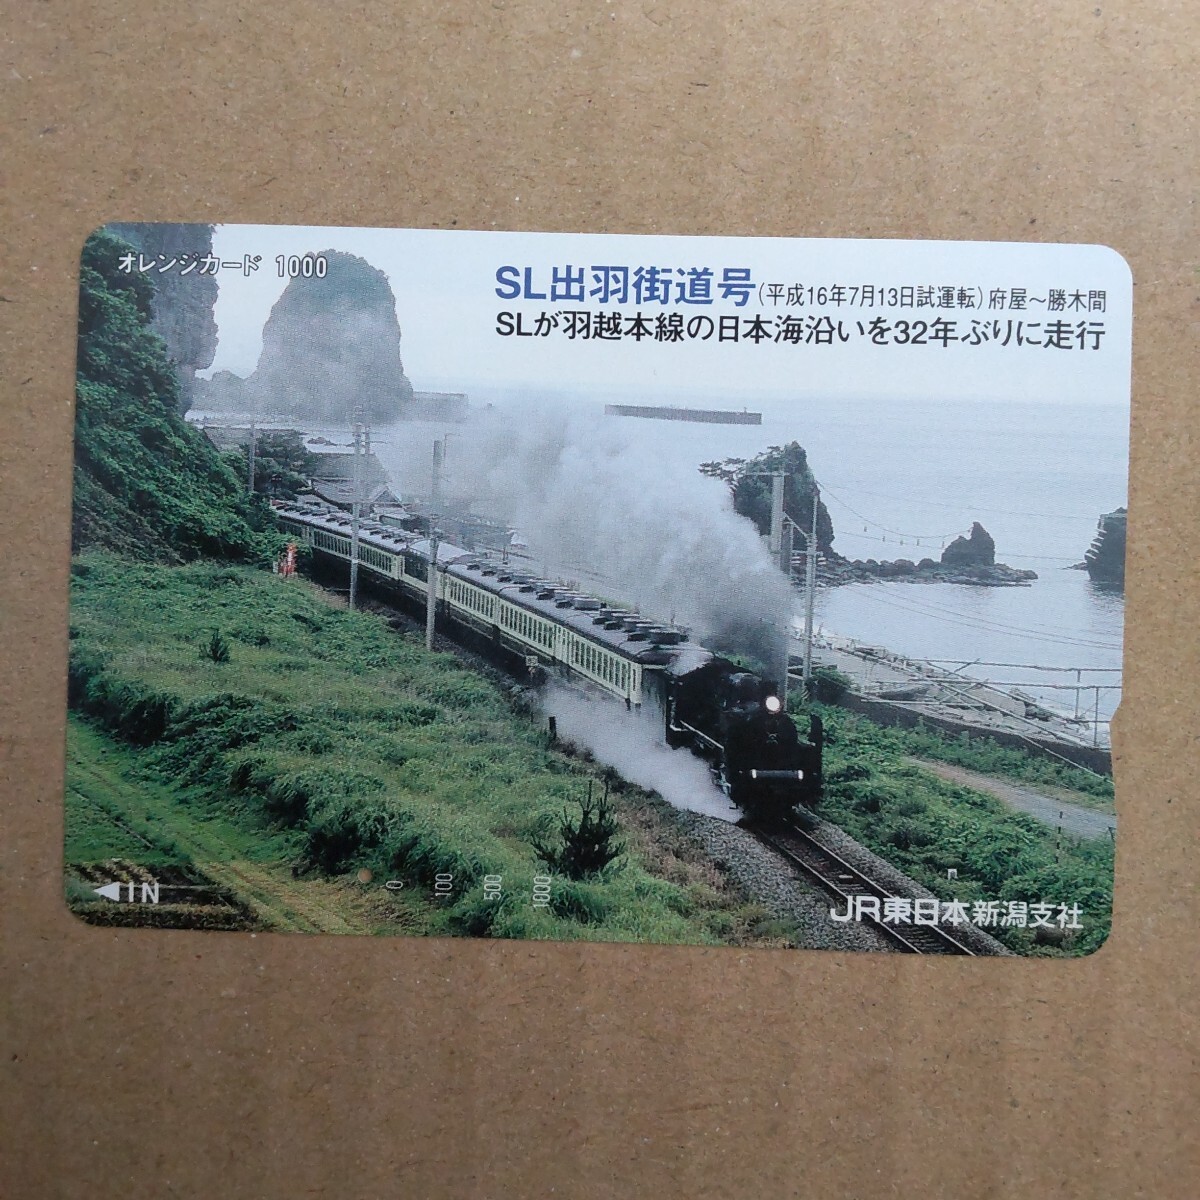 オレンジカード 1000
SL出羽街道号(平成16年7月13日試運転)府屋～勝木間
SLが羽越本線の日本海沿いを32年ぶりに走行
◀IN
0 100 500 1000
JR東日本 新潟支社